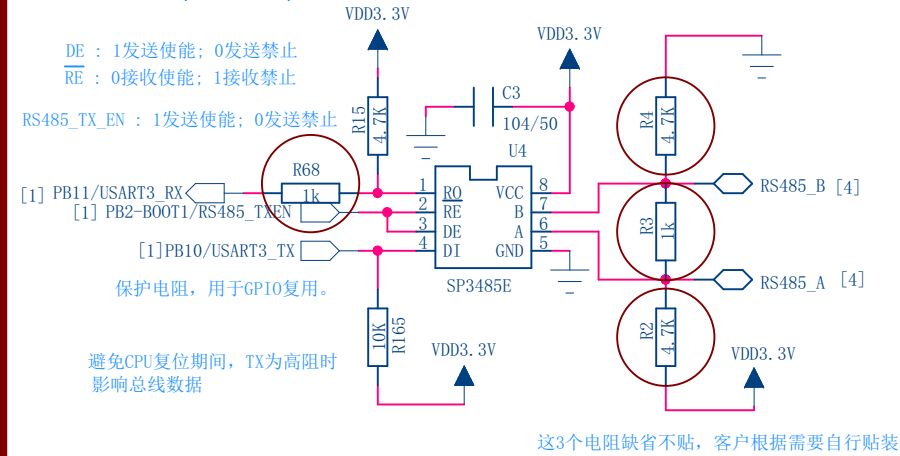 VDD3.3V
VDD3.3V
DE : 1发送使能; 0发送禁止
RE : 0接收使能; 1接收禁止
RS485_TX_EN : 1发送使能; 0发送禁止
R15
4.7K
C3
104/50
U4
R4
4.7K
R68
1k
[1] PB11/USART3_RX
[1] PB2-BOOT1/RS485_TXEN
[1]PB10/USART3_TX
1 RO VCC 8
2 RE B 7
3 DE A 6
4 DI GND 5
SP3485E
RS485_B [4]
R3
1k
RS485_A [4]
保护电阻，用于GPIO复用。
10K
R165
VDD3.3V
R2
4.7K
VDD3.3V
避免CPU复位期间，TX为高阻时
影响总线数据
这3个电阻缺省不贴，客户根据需要自行贴装